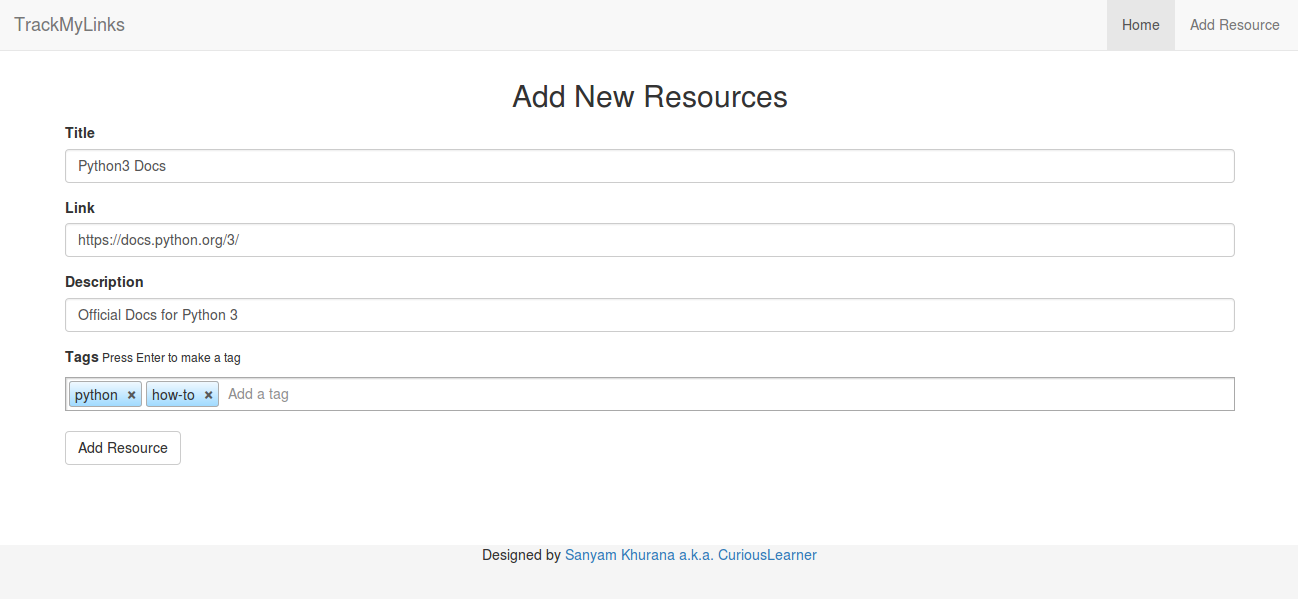 TrackMyLinks Home Add Resource
Add New Resources
Title
Python3 Docs
Link
https://docs.python.org/3/
Description
Official Docs for Python 3
Tags Press Enter to make a tag
python × how-to × Add a tag
Add Resource
Designed by Sanyam Khurana a.k.a. CuriousLearner